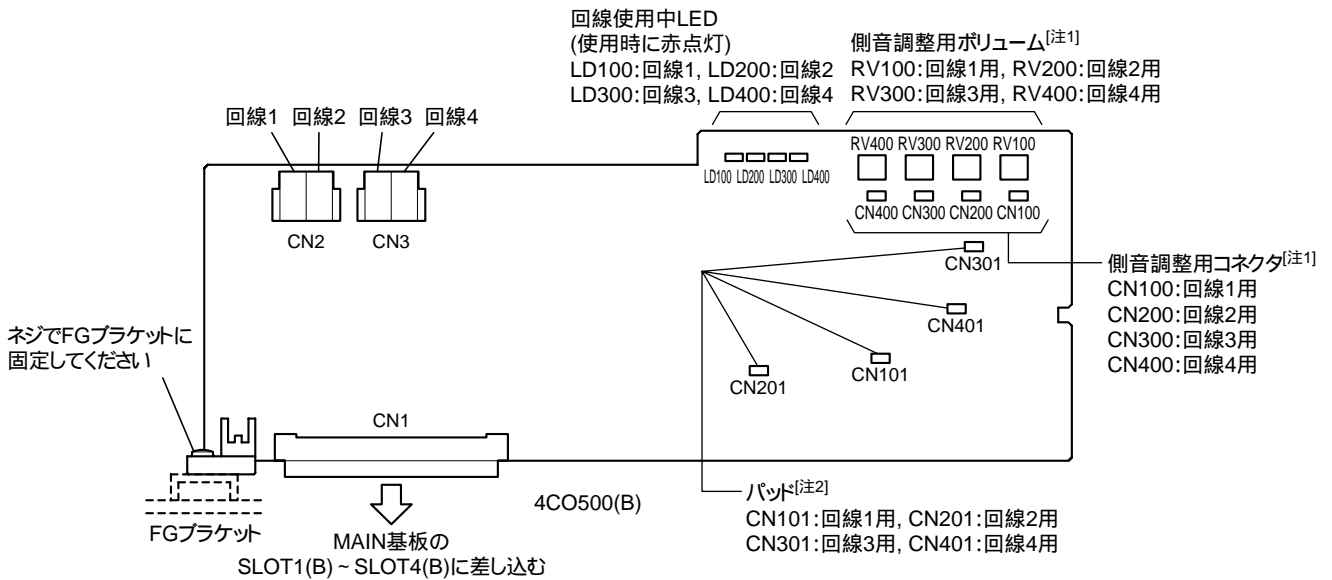 回線使用中LED
(使用時に赤点灯)
LD100:回線1, LD200:回線2
LD300:回線3, LD400:回線4
側音調整用ボリューム[注1]
RV100:回線1用, RV200:回線2用
RV300:回線3用, RV400:回線4用
回線1 回線2 回線3 回線4
RV400 RV300 RV200 RV100
LD100 LD200 LD300 LD400
CN400 CN300 CN200 CN100
CN2 CN3
CN301
側音調整用コネクタ[注1]
CN100:回線1用
CN200:回線2用
CN300:回線3用
CN400:回線4用
CN401
ネジでFGブラケットに
固定してください
CN101
CN201
CN1
FGブラケット
4CO500(B)
MAIN基板の
SLOT1(B) ~ SLOT4(B)に差し込む
パッド[注2]
CN101:回線1用, CN201:回線2用
CN301:回線3用, CN401:回線4用